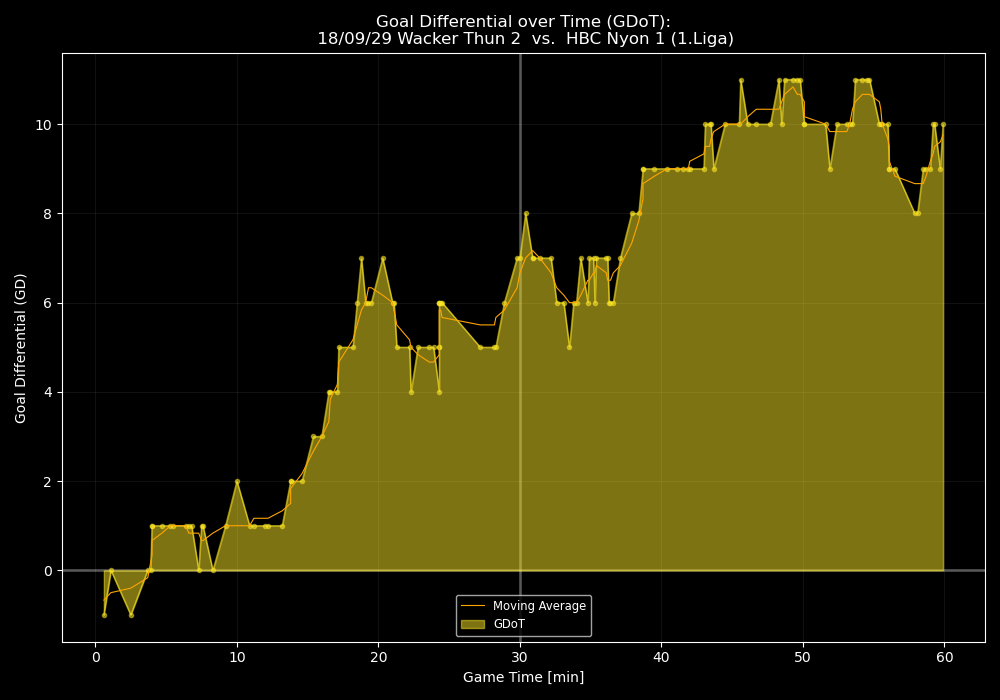 Goal Differential over Time (GDoT):
18/09/29 Wacker Thun 2  vs.  HBC Nyon 1 (1.Liga)
Goal Differential (GD)
10
8
6
4
2
0
0 10 20 30 40 50 60
Game Time [min]
Moving Average
GDoT